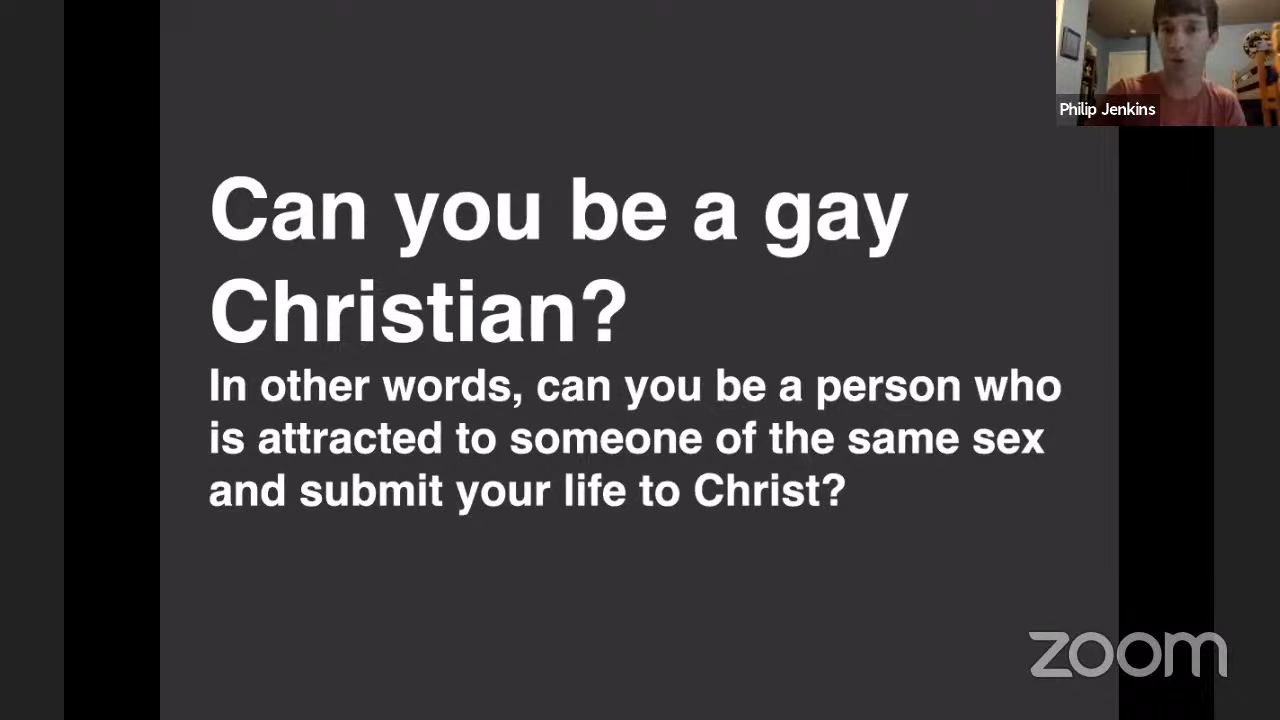 Philip Jenkins
Can you be a gay
Christian?
In other words, can you be a person who
is attracted to someone of the same sex
and submit your life to Christ?
zoom